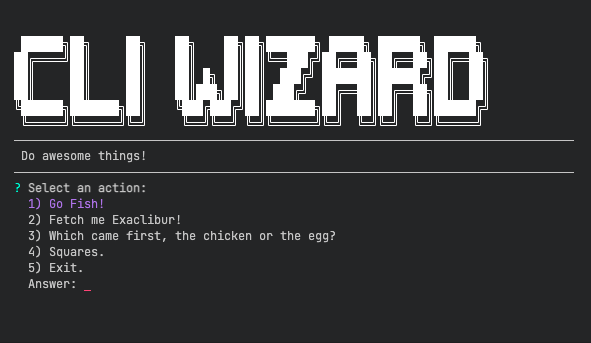 CLI WIZARD
Do awesome things!
? Select an action:
1) Go Fish!
2) Fetch me Exaclibur!
3) Which came first, the chicken or the egg?
4) Squares.
5) Exit.
Answer: _